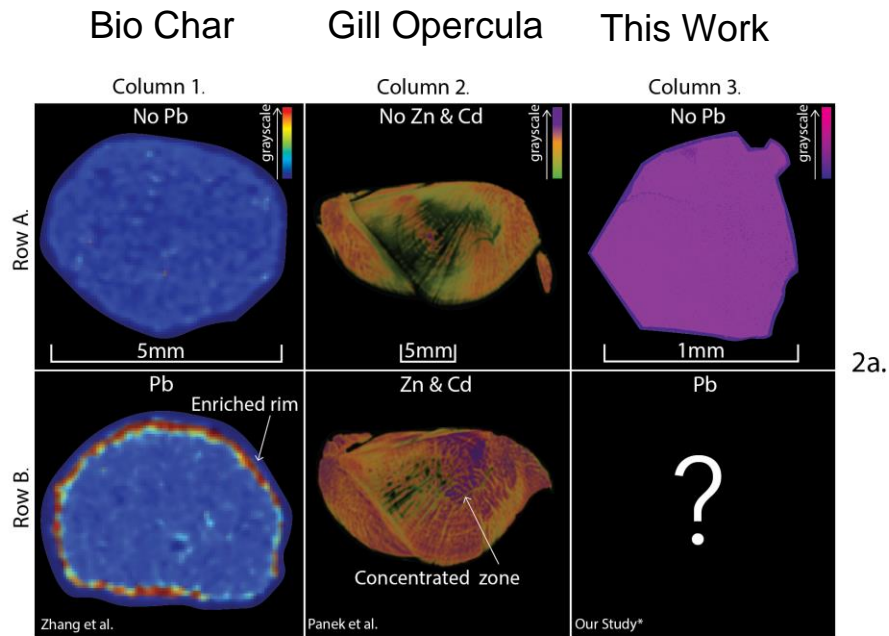 Bio Char Gill Opercula This Work
Column 1. Column 2. Column 3.
No Pb No Zn & Cd No Pb
grayscale grayscale grayscale
Row A.
5mm 5mm 1mm
2a.
Pb Zn & Cd Pb
Enriched rim
Row B.
?
Concentrated zone
Zhang et al. Panek et al. Our Study*